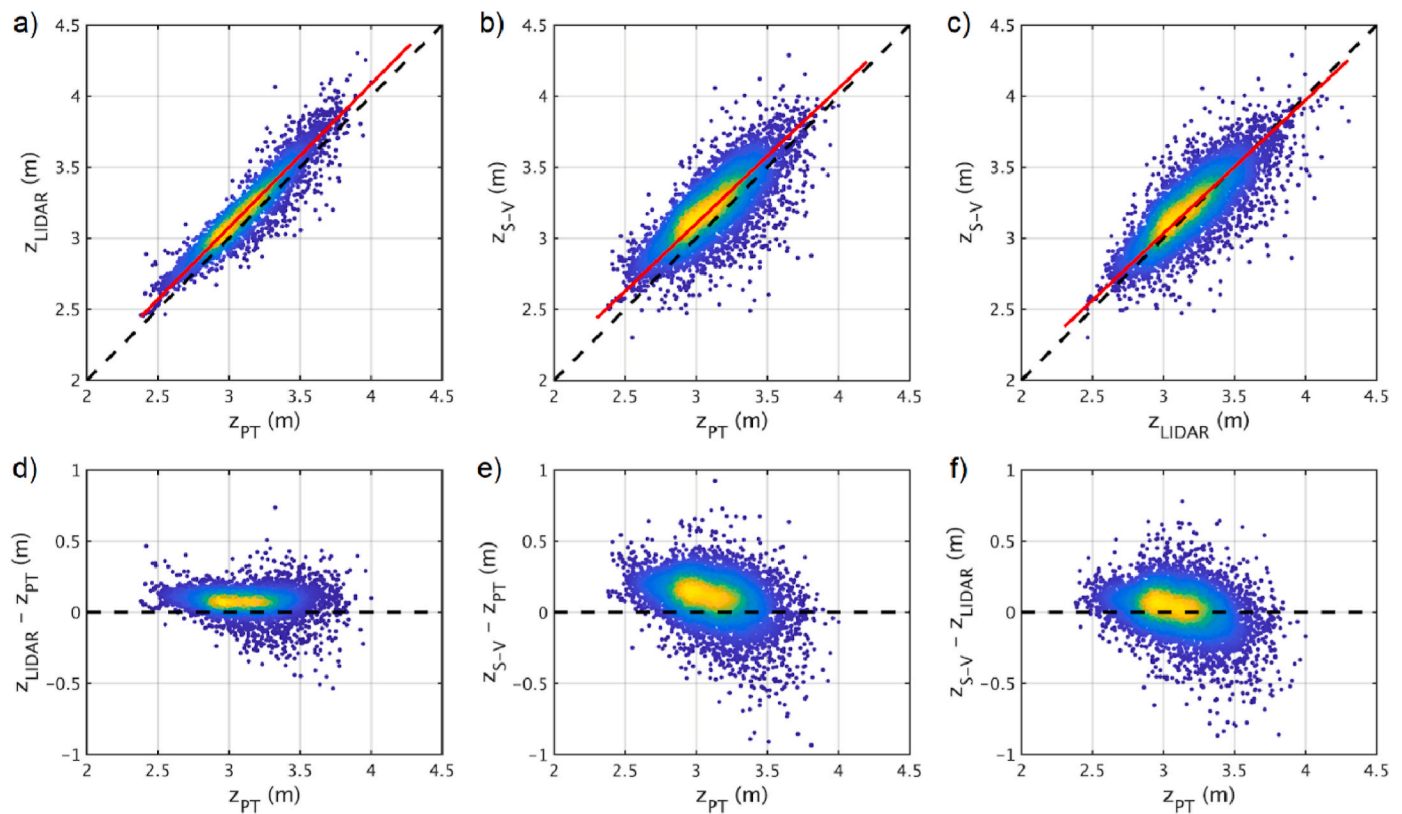 a)
4.5
4
3.5
3
2.5
2
z_LIDAR (m)
2 2.5 3 3.5 4 4.5
z_PT (m)
b)
4.5
4
3.5
3
2.5
2
z_S−V (m)
2 2.5 3 3.5 4 4.5
z_PT (m)
c)
4.5
4
3.5
3
2.5
2
z_S−V (m)
2 2.5 3 3.5 4 4.5
z_LIDAR (m)
d)
1
0.5
0
−0.5
−1
z_LIDAR − z_PT (m)
2 2.5 3 3.5 4 4.5
z_PT (m)
e)
1
0.5
0
−0.5
−1
z_S−V − z_PT (m)
2 2.5 3 3.5 4 4.5
z_PT (m)
f)
1
0.5
0
−0.5
−1
z_S−V − z_LIDAR (m)
2 2.5 3 3.5 4 4.5
z_PT (m)